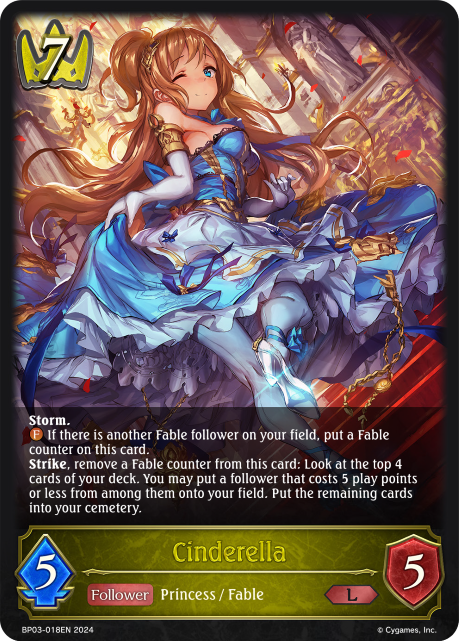 7
Storm.
F If there is another Fable follower on your field, put a Fable
counter on this card.
Strike, remove a Fable counter from this card: Look at the top 4
cards of your deck. You may put a follower that costs 5 play points
or less from among them onto your field. Put the remaining cards
into your cemetery.
Cinderella
5
Follower Princess / Fable
L
5
BP03-018EN 2024
© Cygames, Inc.